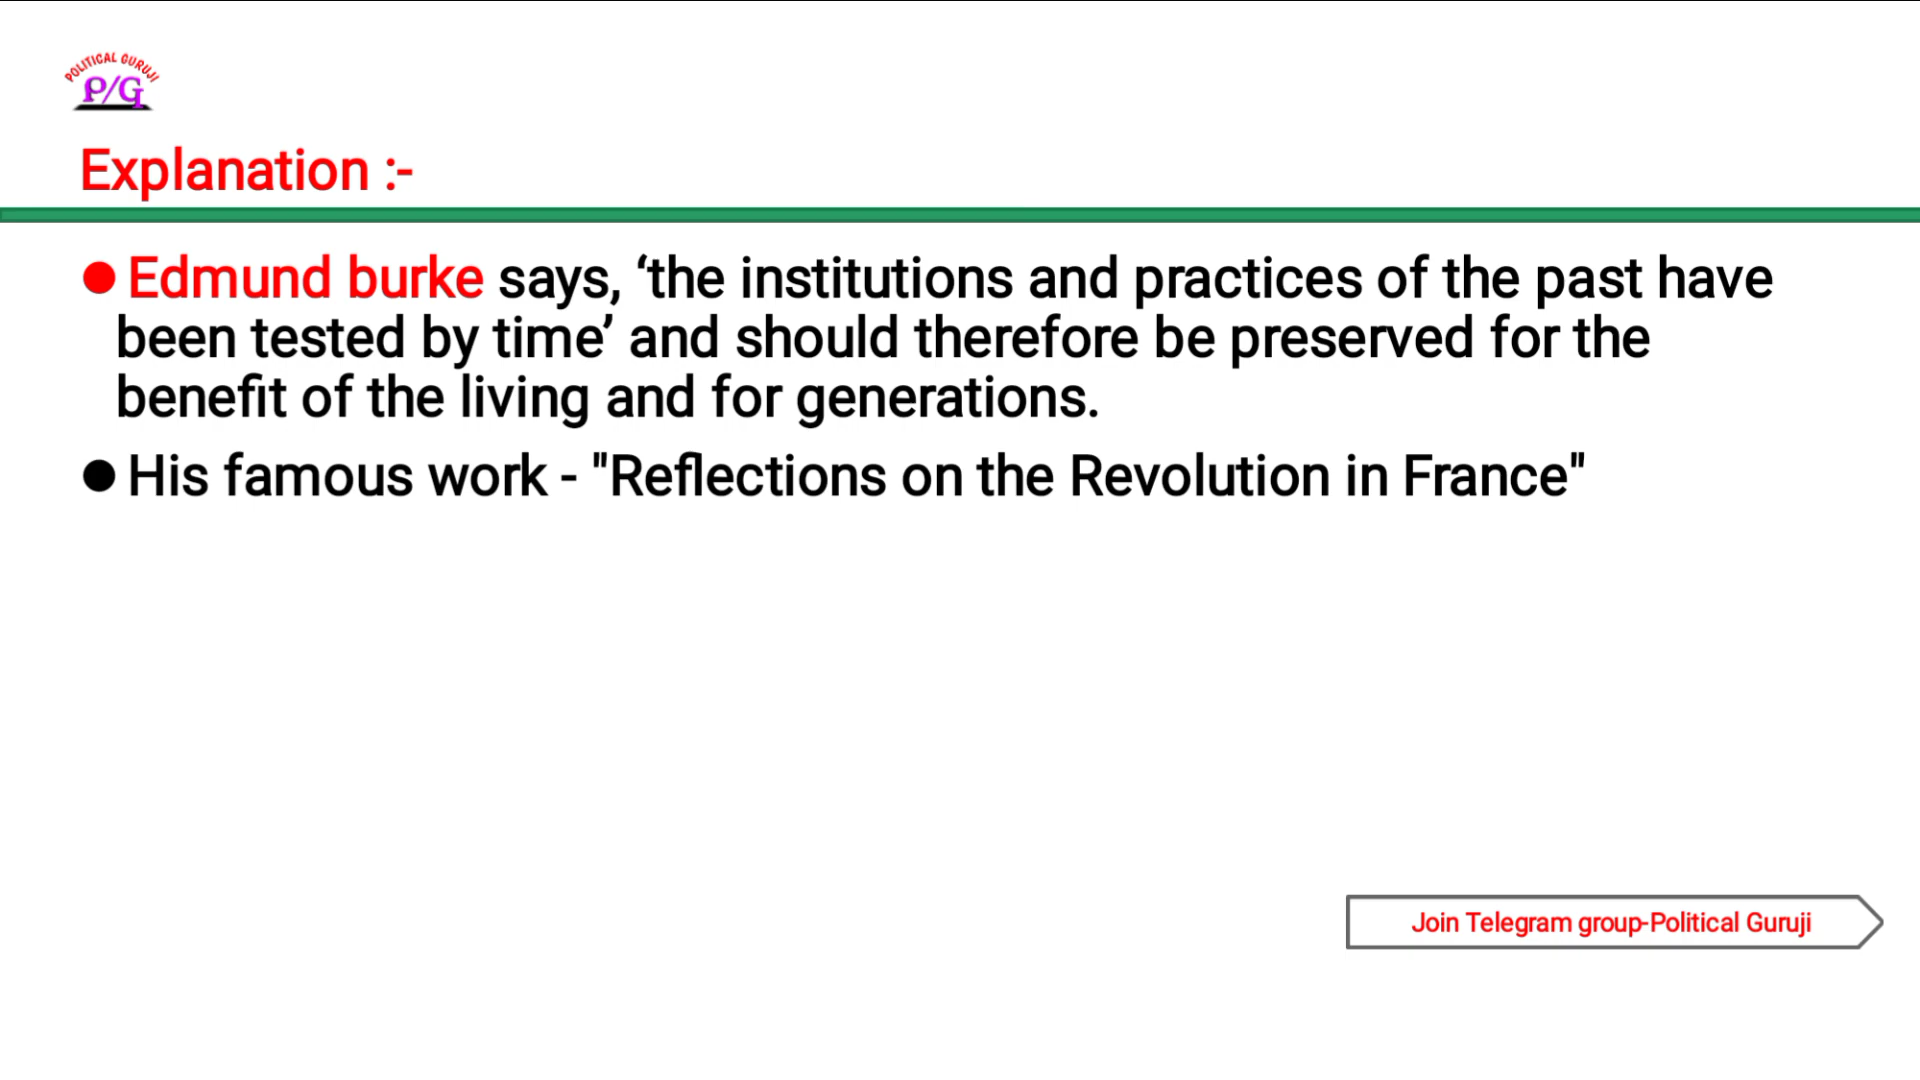 POLITICAL GURUJI
P/G
Explanation :-
Edmund burke says, ‘the institutions and practices of the past have
been tested by time’ and should therefore be preserved for the
benefit of the living and for generations.
His famous work - "Reflections on the Revolution in France"
Join Telegram group-Political Guruji